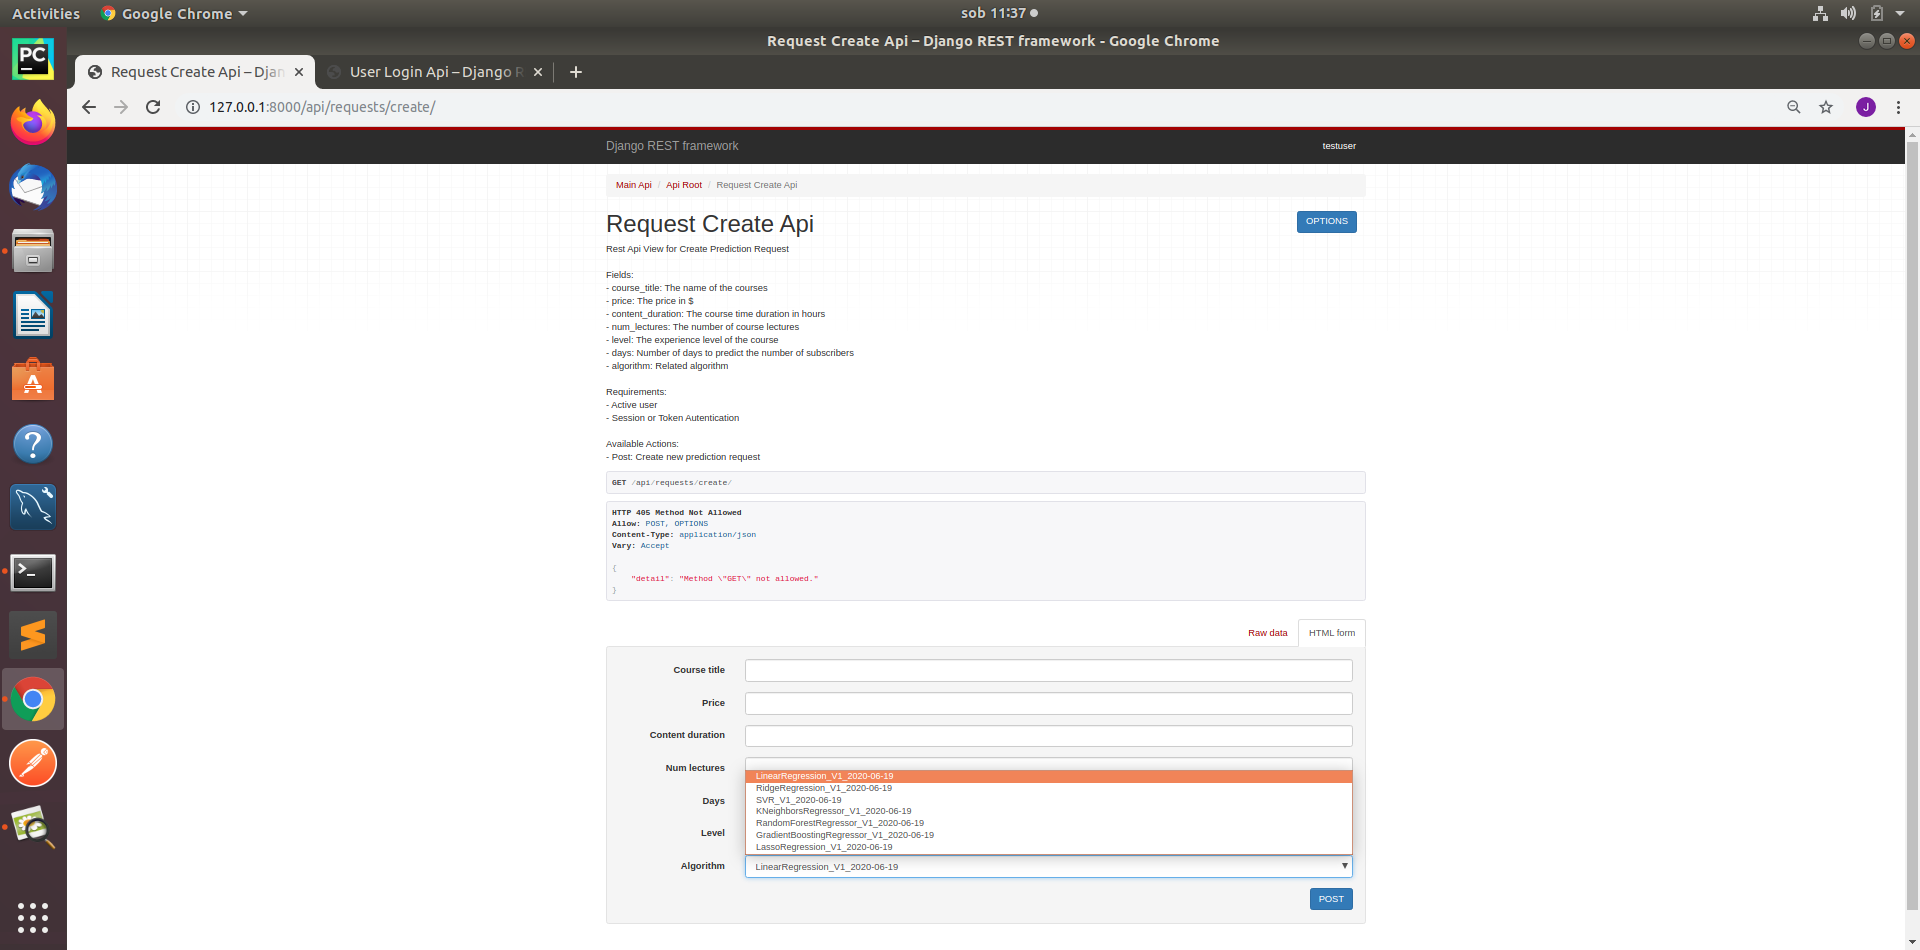 Activities
Google Chrome
sob 11:37
Request Create Api – Django REST framework - Google Chrome
PC
Request Create Api – Djan
User Login Api – Django R
127.0.0.1:8000/api/requests/create/
J
Django REST framework
testuser
Main Api / Api Root / Request Create Api
Request Create Api
OPTIONS
Rest Api View for Create Prediction Request
Fields:
- course_title: The name of the courses
- price: The price in $
- content_duration: The course time duration in hours
- num_lectures: The number of course lectures
- level: The experience level of the course
- days: Number of days to predict the number of subscribers
- algorithm: Related algorithm
Requirements:
- Active user
- Session or Token Autentication
Available Actions:
- Post: Create new prediction request
GET /api/requests/create/
HTTP 405 Method Not Allowed
Allow: POST, OPTIONS
Content-Type: application/json
Vary: Accept
{
"detail": "Method \"GET\" not allowed."
}
Raw data
HTML form
Course title
Price
Content duration
Num lectures
Days
Level
LinearRegression_V1_2020-06-19
RidgeRegression_V1_2020-06-19
SVR_V1_2020-06-19
KNeighborsRegressor_V1_2020-06-19
RandomForestRegressor_V1_2020-06-19
GradientBoostingRegressor_V1_2020-06-19
LassoRegression_V1_2020-06-19
Algorithm
LinearRegression_V1_2020-06-19
POST